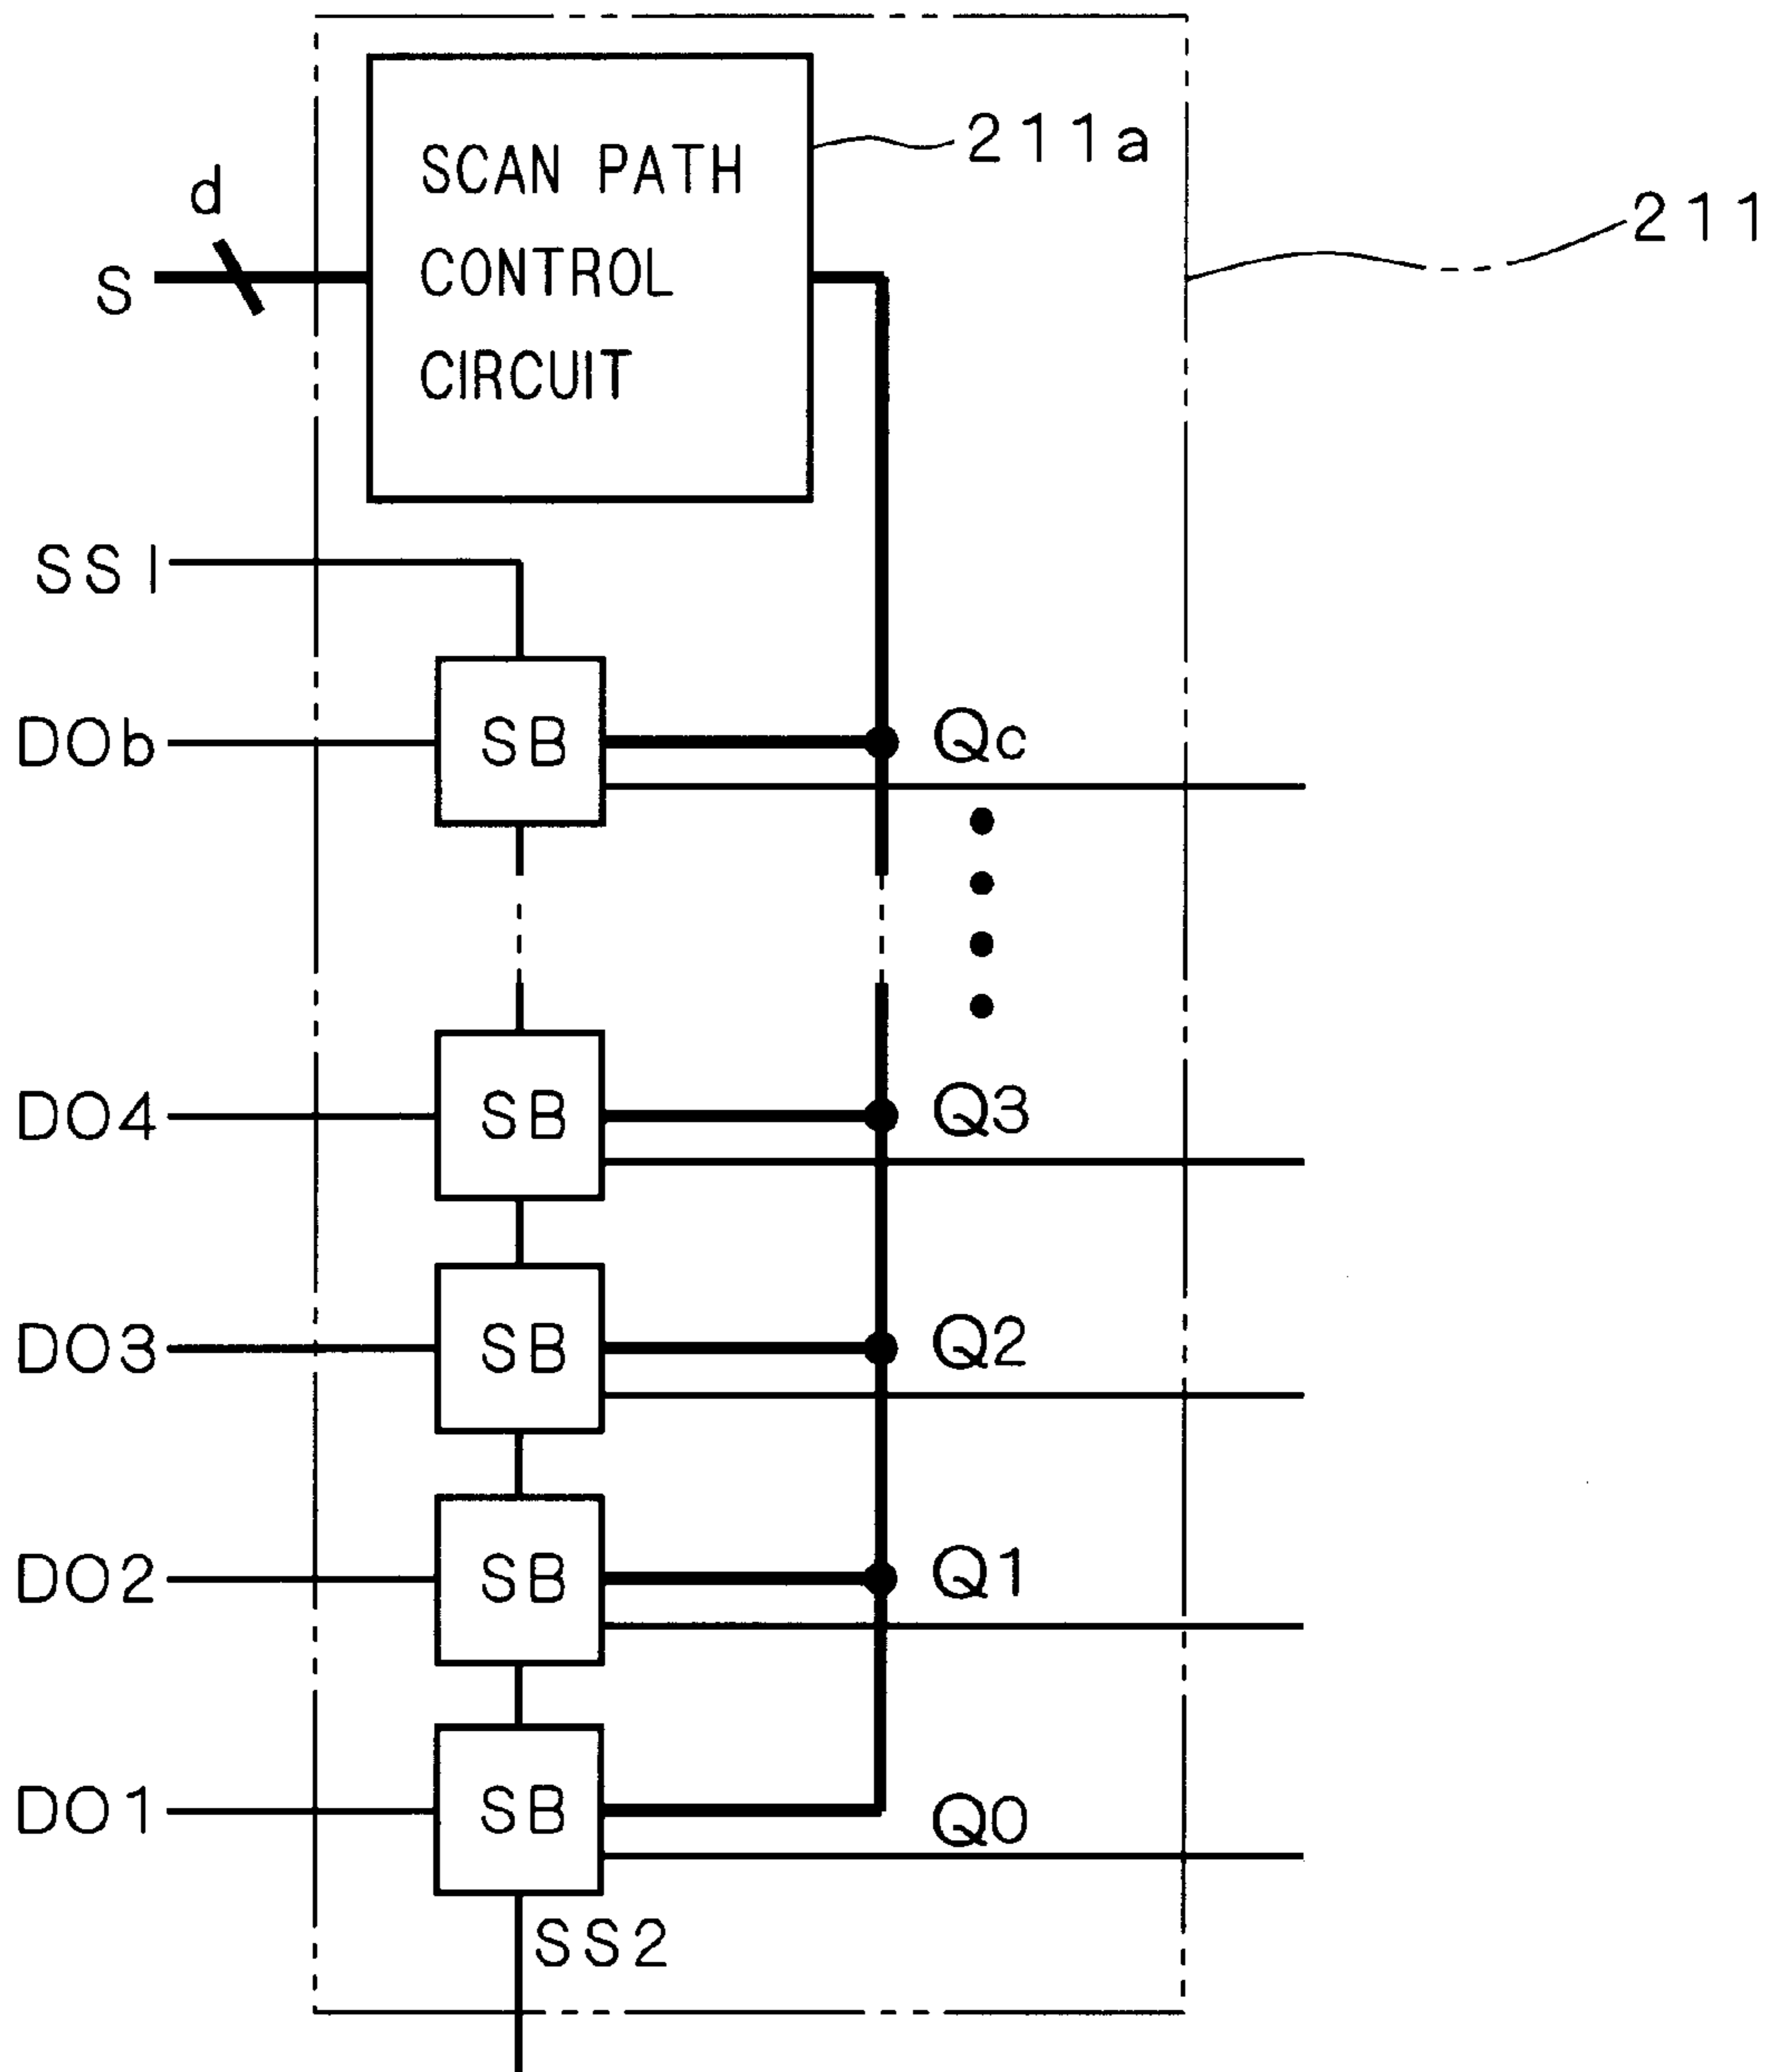 SCAN PATH
CONTROL
CIRCUIT
211a
211
d
S
SS1
DOb
SB
Qc
DO4
SB
Q3
DO3
SB
Q2
DO2
SB
Q1
DO1
SB
Q0
SS2